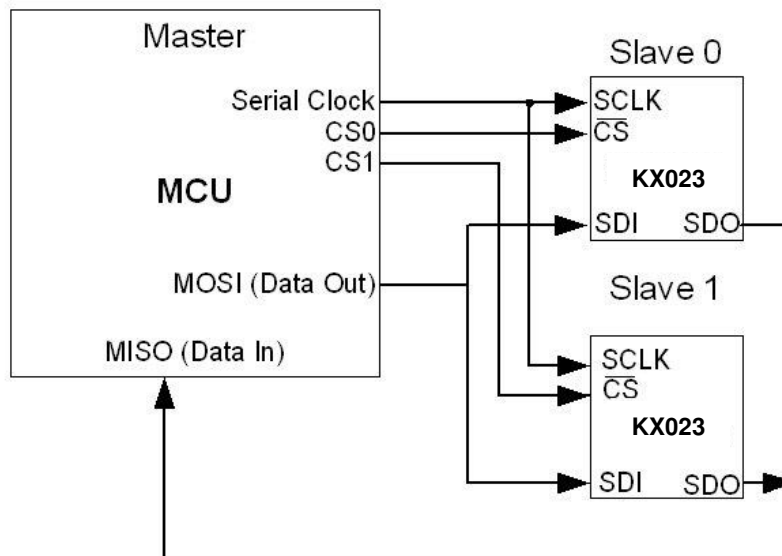 Master
Serial Clock
CS0
CS1
MCU
MOSI (Data Out)
MISO (Data In)
Slave 0
SCLK
CS
KX023
SDI SDO
Slave 1
SCLK
CS
KX023
SDI SDO